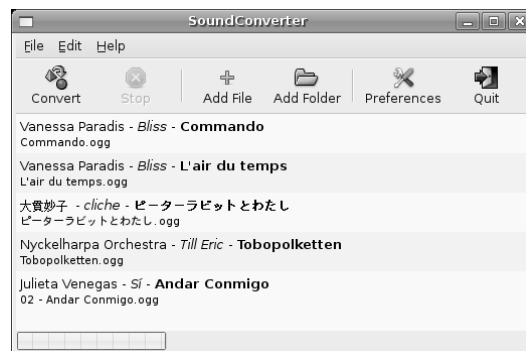 SoundConverter
File Edit Help
Convert Stop Add File Add Folder Preferences Quit
Vanessa Paradis - Bliss - Commando
Commando.ogg
Vanessa Paradis - Bliss - L'air du temps
L'air du temps.ogg
大貫妙子 - cliche - ピーターラビットとわたし
ピーターラビットとわたし.ogg
Nyckelharpa Orchestra - Till Eric - Tobopolketten
Tobopolketten.ogg
Julieta Venegas - Sí - Andar Conmigo
02 - Andar Conmigo.ogg